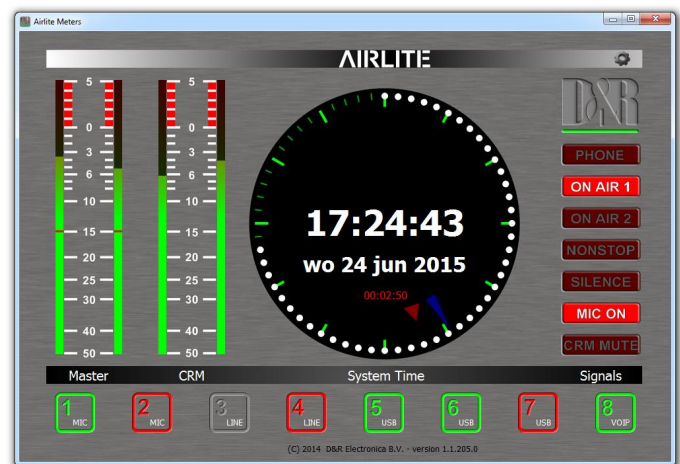 Airlite Meters
AIRLITE
5 5
0 0
3 3
6 6
10 10
15 15
20 20
25 25
30 30
40 40
50 50
17:24:43
wo 24 jun 2015
00:02:50
D&R
PHONE
ON AIR 1
ON AIR 2
NONSTOP
SILENCE
MIC ON
CRM MUTE
Master CRM System Time Signals
1 MIC
2 MIC
3 LINE
4 LINE
5 USB
6 USB
7 USB
8 VOIP
(C) 2014 D&R Electronica B.V. - version 1.1.205.0